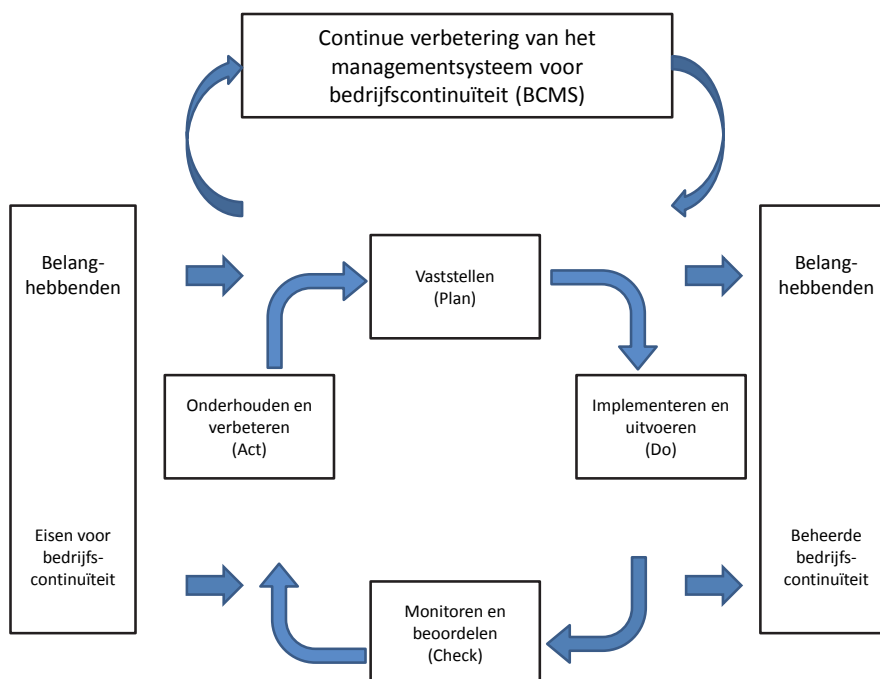 Continue verbetering van het
managementsysteem voor
bedrijfscontinuïteit (BCMS)
Belang-
hebbenden
Eisen voor
bedrijfs-
continuïteit
Vaststellen
(Plan)
Onderhouden en
verbeteren
(Act)
Implementeren en
uitvoeren
(Do)
Monitoren en
beoordelen
(Check)
Belang-
hebbenden
Beheerde
bedrijfs-
continuïteit